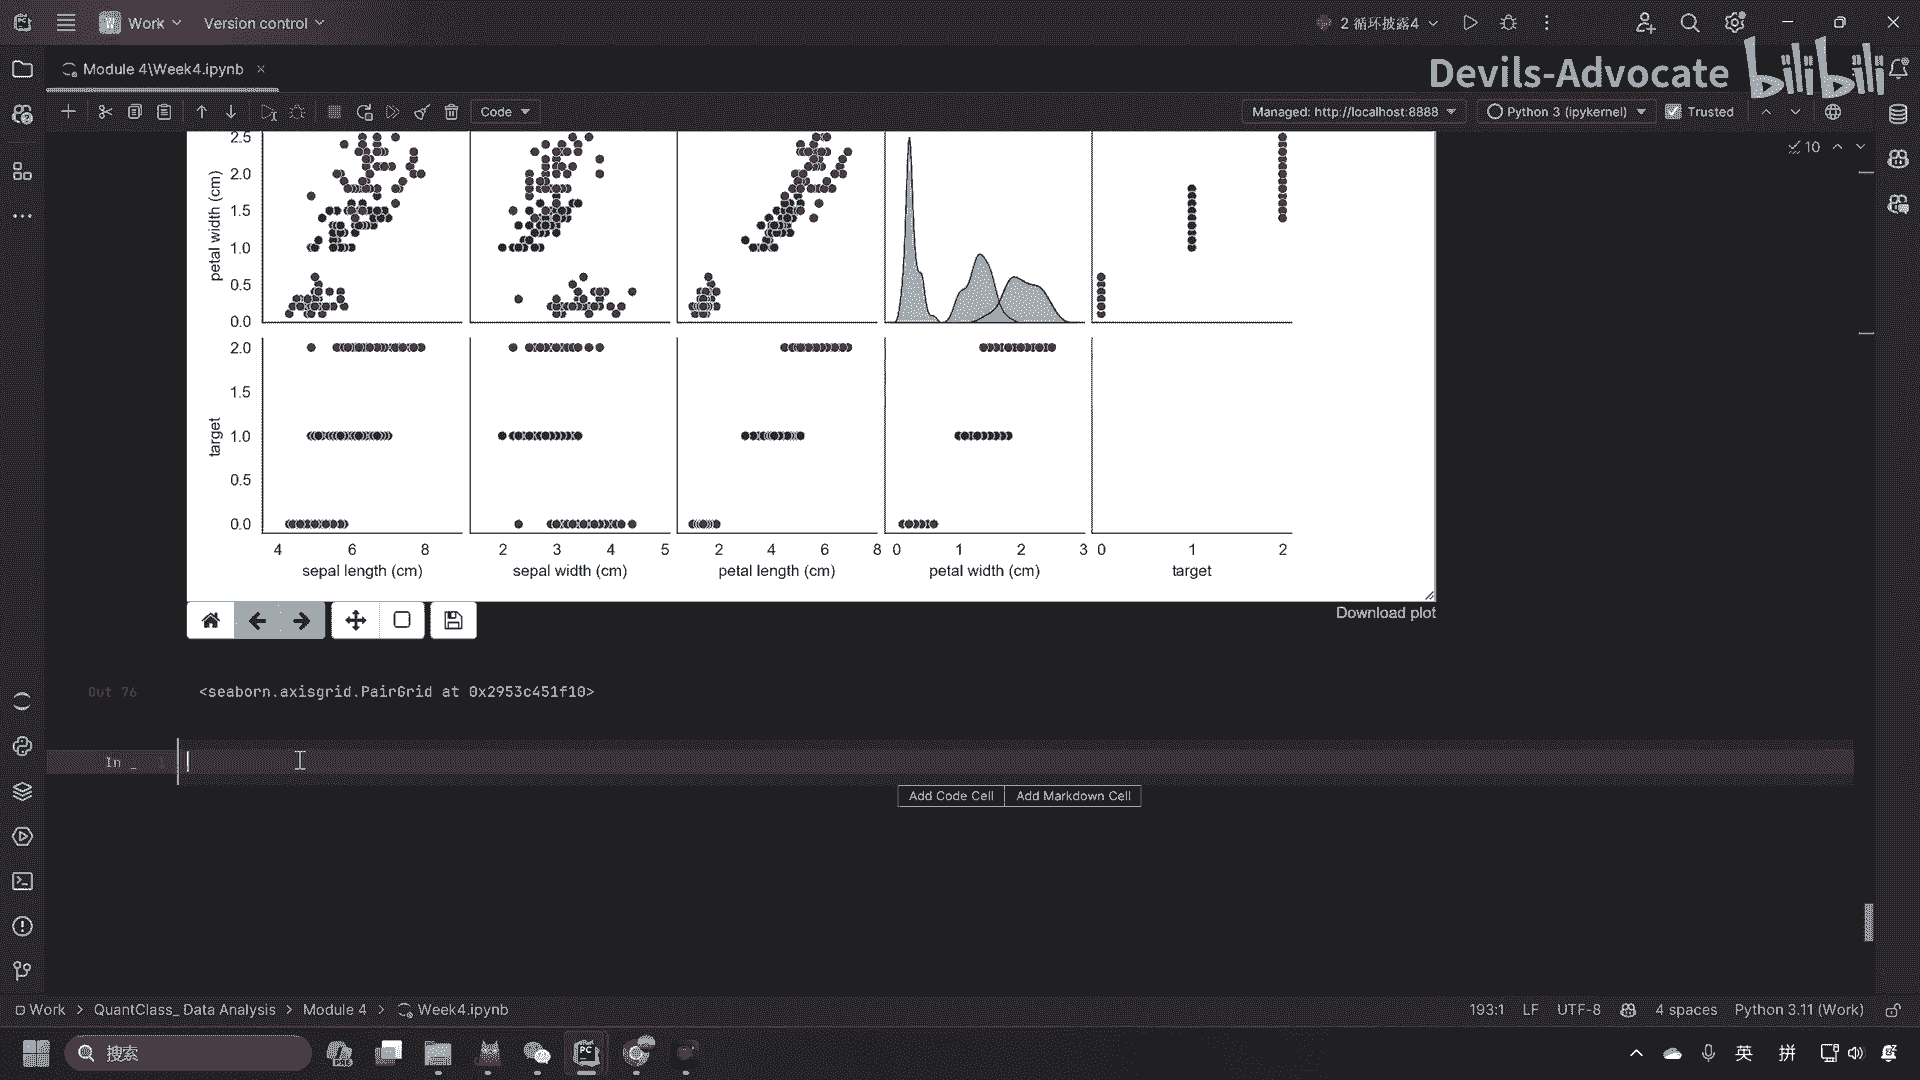 Work
Version control
2 循环披露4
Module 4\Week4.ipynb
Devils-Advocate
bilibili
Code
Managed: http://localhost:8888
Python 3 (ipykernel)
Trusted
10
petal width (cm)
2.5
2.0
1.5
1.0
0.5
0.0
target
2.0
1.5
1.0
0.5
0.0
4 6 8 2 3 4 5 2 4 6 8 0 1 2 3 0 1 2
sepal length (cm) sepal width (cm) petal length (cm) petal width (cm) target
Download plot
Out 76
<seaborn.axisgrid.PairGrid at 0x2953c451f10>
In _ 1
Add Code Cell Add Markdown Cell
Work > QuantClass_ Data Analysis > Module 4 > Week4.ipynb
193:1 LF UTF-8 4 spaces Python 3.11 (Work)
搜索
英 拼